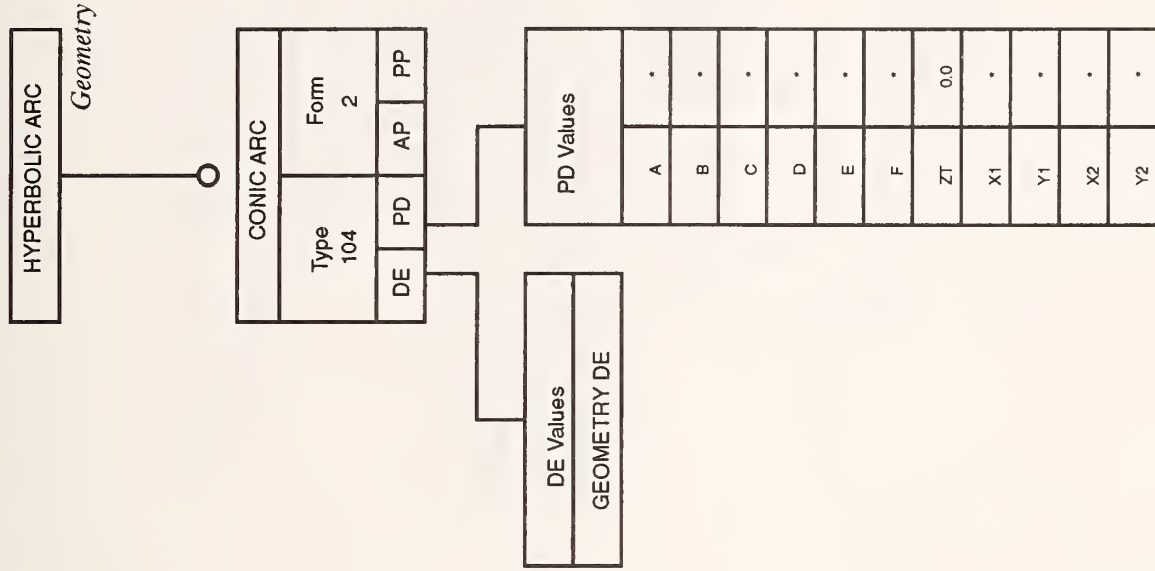 HYPERBOLIC ARC
Geometry
CONIC ARC
Type
104
Form
2
DE PD AP PP
DE Values
GEOMETRY DE
PD Values
A *
B *
C *
D *
E *
F *
ZT 0.0
X1 *
Y1 *
X2 *
Y2 *